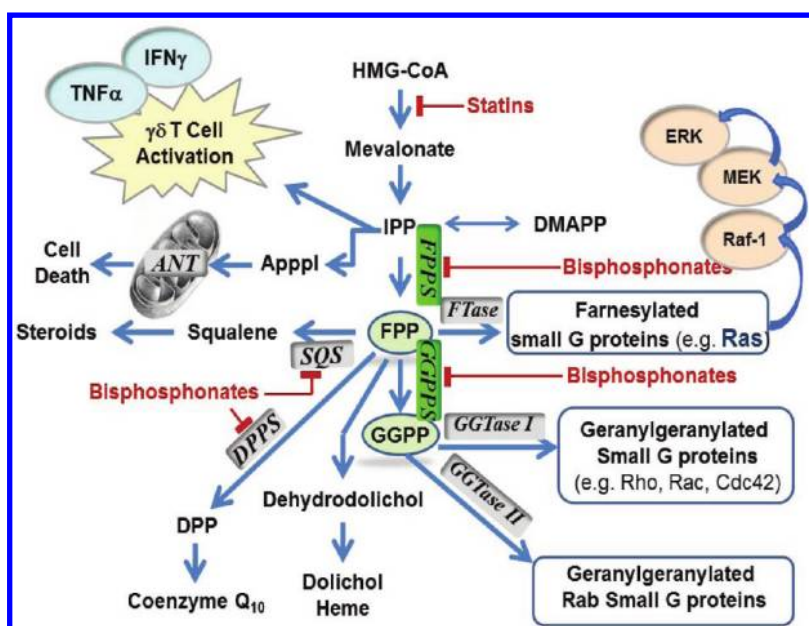 IFNγ
TNFα
γδ T Cell
Activation
HMG-CoA
Statins
Mevalonate
ERK
MEK
Raf-1
IPP
DMAPP
FPPS
Bisphosphonates
Cell
Death
ANT
ApppI
FTase
Farnesylated
small G proteins (e.g. Ras)
Steroids
Squalene
FPP
SQS
GGPPS
Bisphosphonates
Bisphosphonates
DPPS
GGPP
GGTase I
Geranylgeranylated
Small G proteins
(e.g. Rho, Rac, Cdc42)
GGTase II
Dehydrodolichol
DPP
Coenzyme Q10
Dolichol
Heme
Geranylgeranylated
Rab Small G proteins